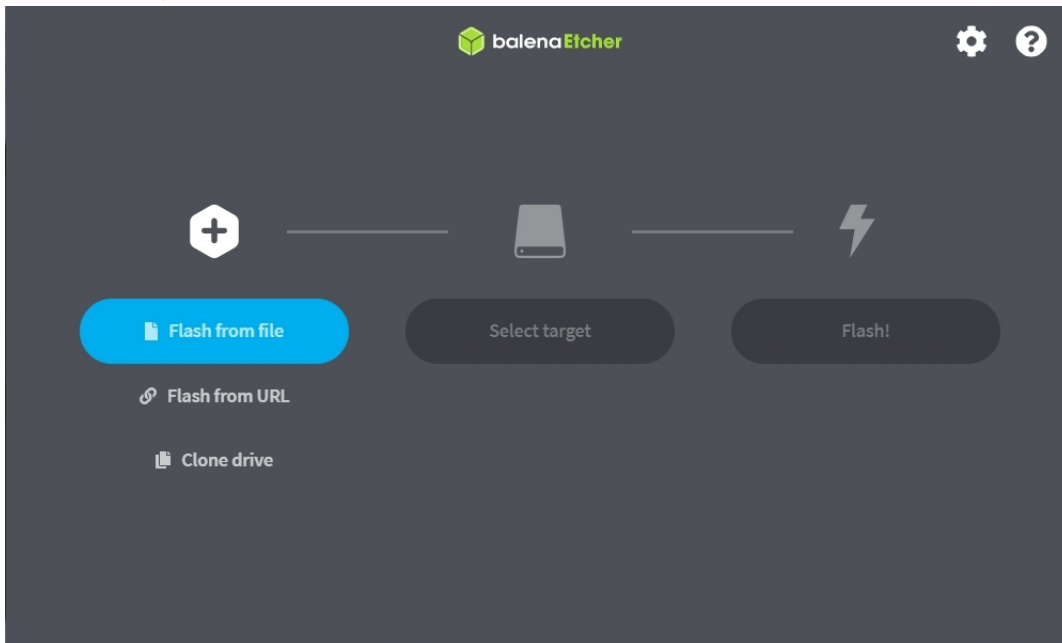 balenaEtcher
Flash from file
Select target
Flash!
Flash from URL
Clone drive